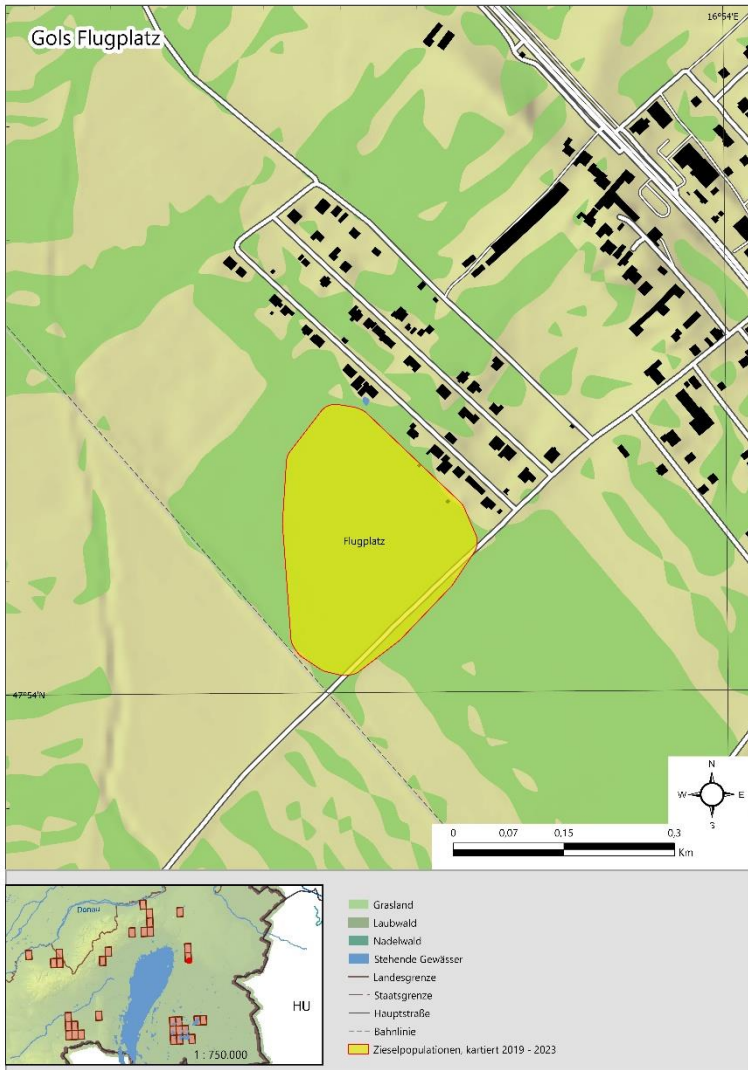 16°54'E
Gols Flugplatz
Flugplatz
47°54'N
N
W E
S
0 0,07 0,15 0,3
Km
Donau
HU
1 : 750.000
Grasland
Laubwald
Nadelwald
Stehende Gewässer
Landesgrenze
Staatsgrenze
Hauptstraße
Bahnlinie
Zieselpopulationen, kartiert 2019 - 2023